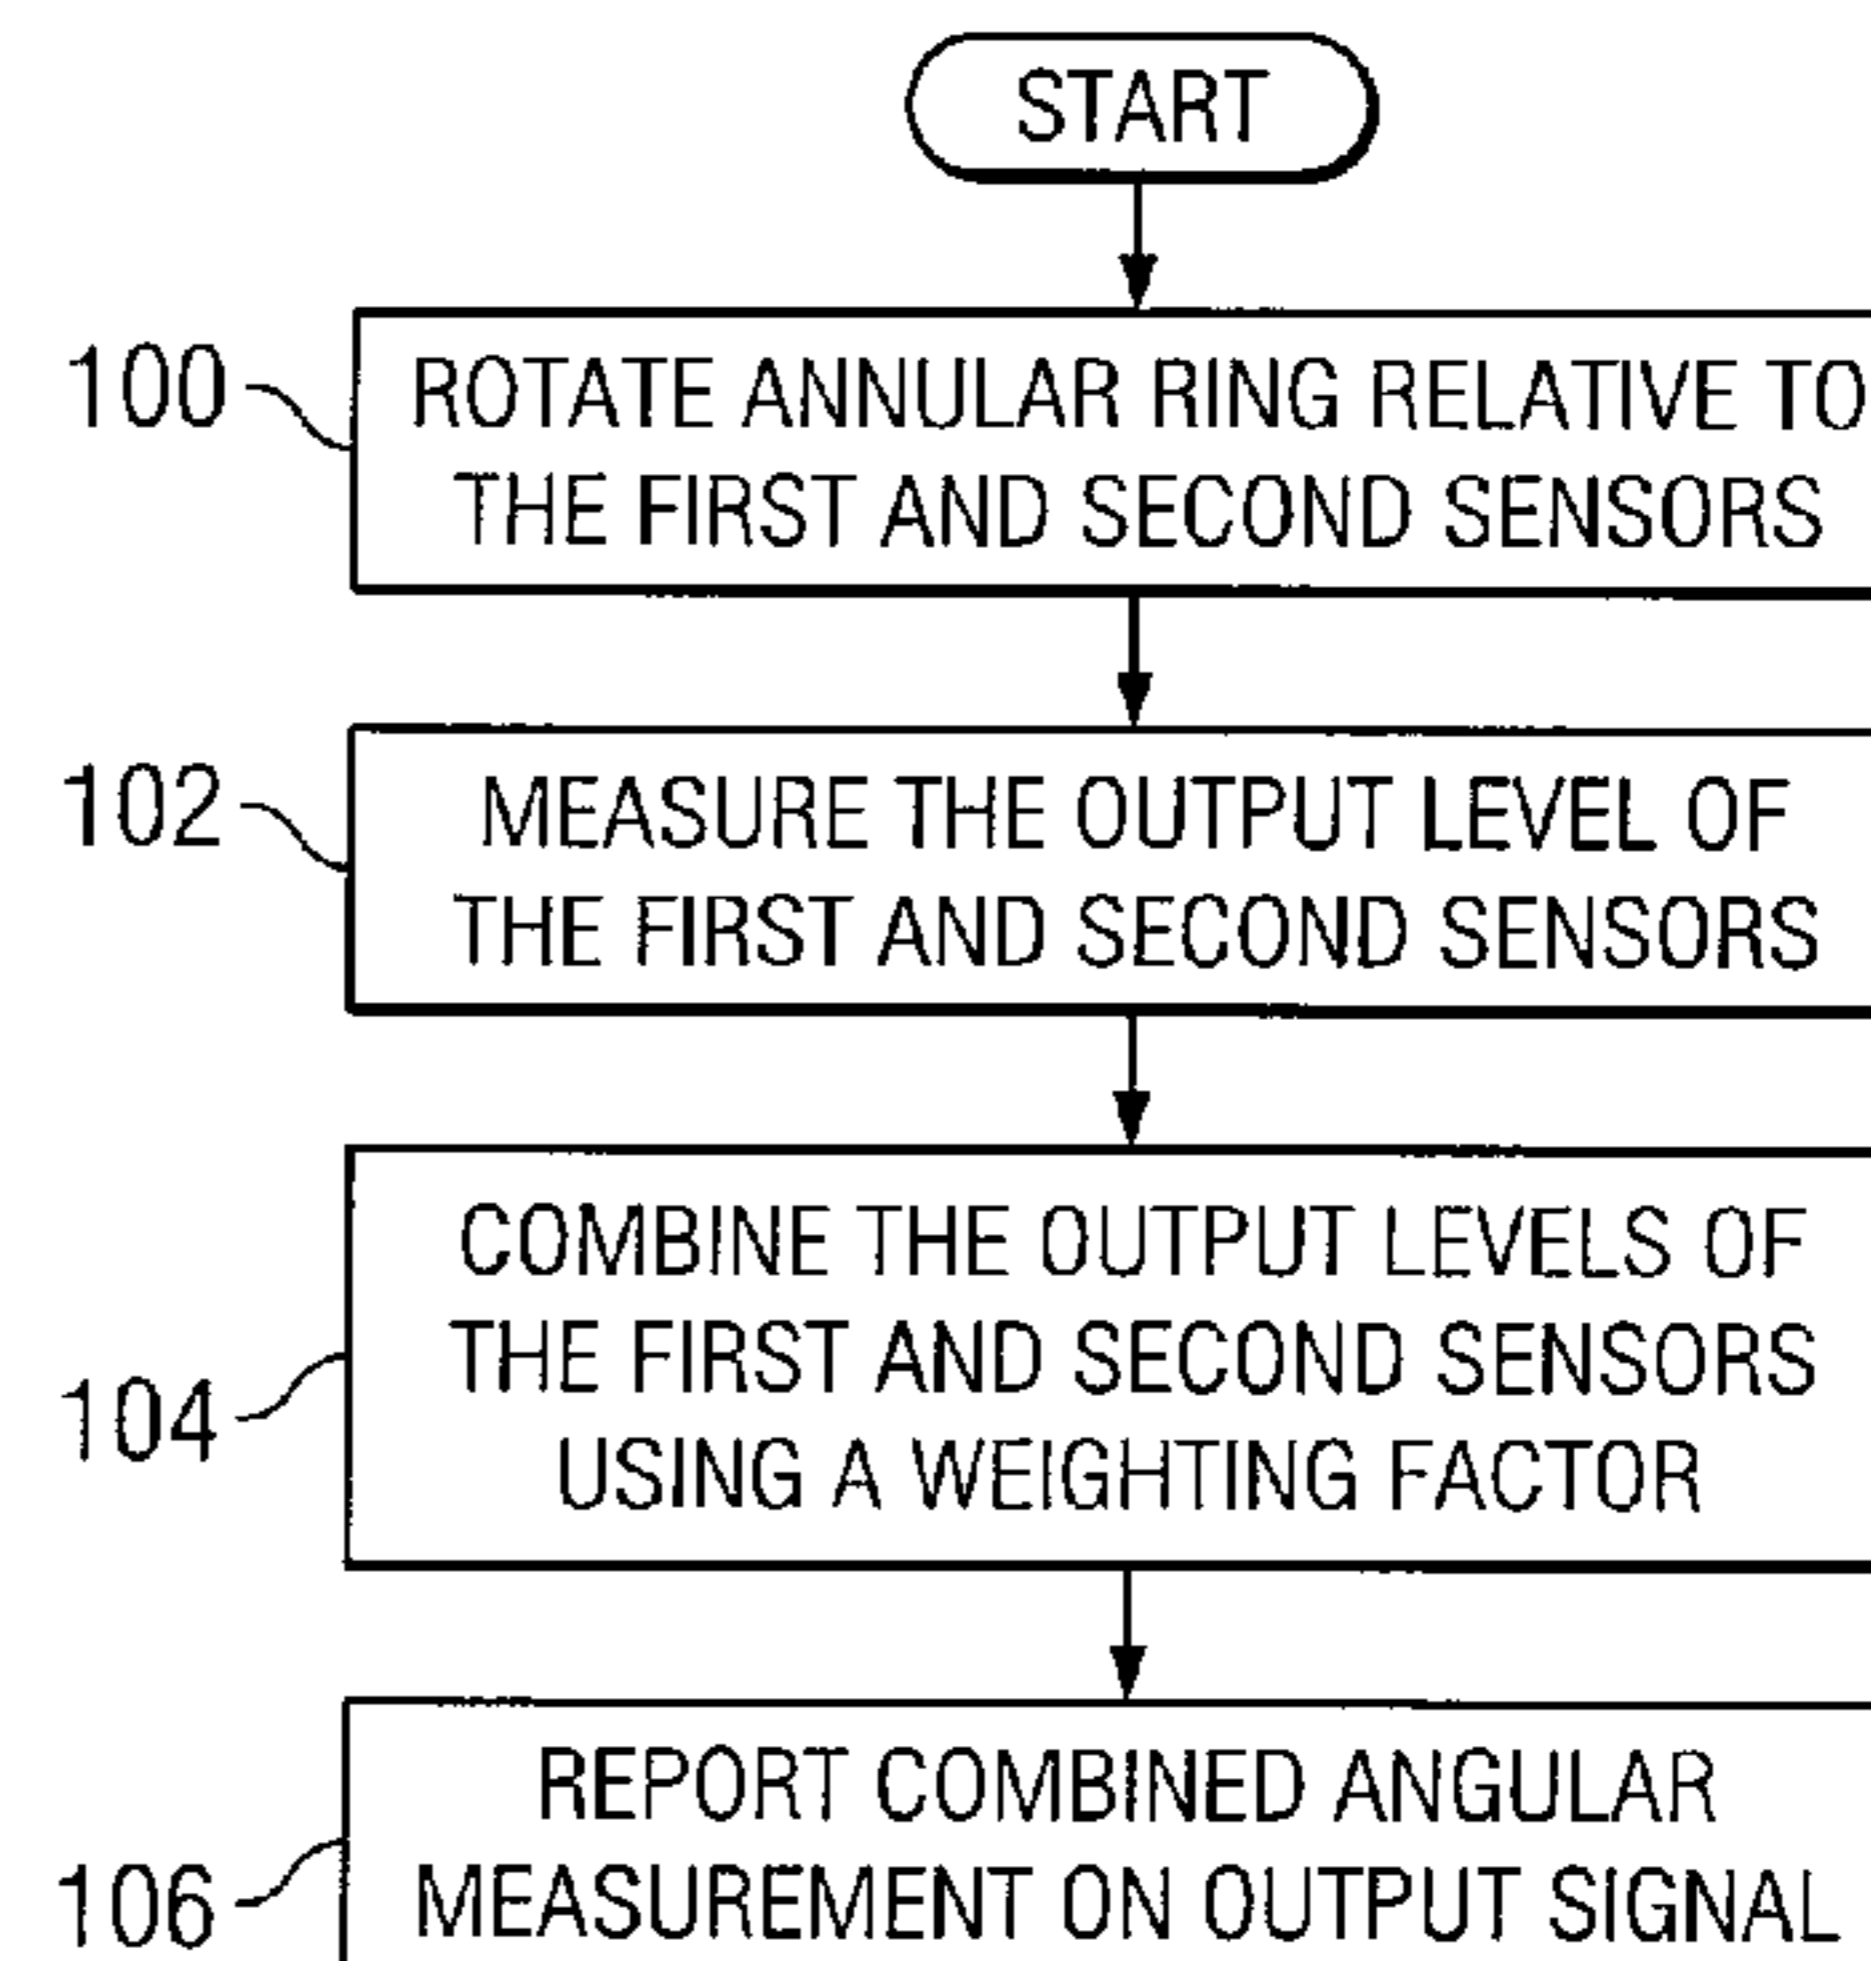 START
100
ROTATE ANNULAR RING RELATIVE TO
THE FIRST AND SECOND SENSORS
102
MEASURE THE OUTPUT LEVEL OF
THE FIRST AND SECOND SENSORS
104
COMBINE THE OUTPUT LEVELS OF
THE FIRST AND SECOND SENSORS
USING A WEIGHTING FACTOR
106
REPORT COMBINED ANGULAR
MEASUREMENT ON OUTPUT SIGNAL